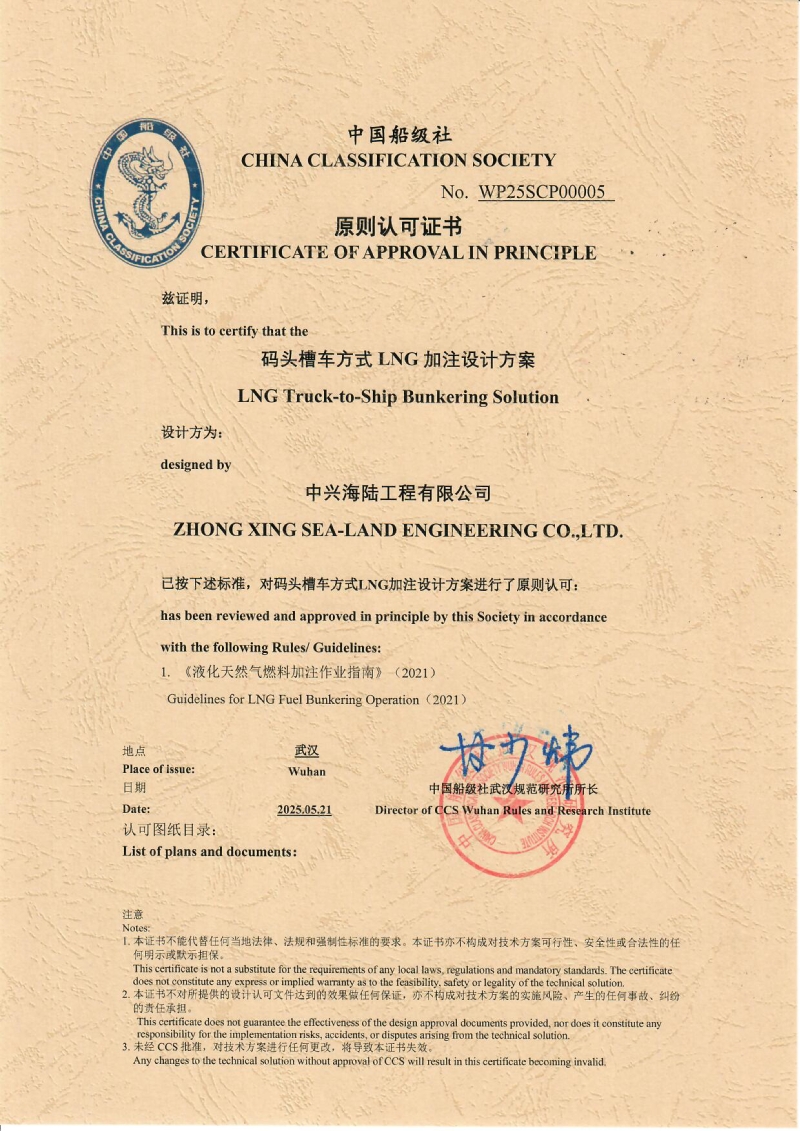 中国船级社
CHINA CLASSIFICATION SOCIETY
中国船级社
CHINA CLASSIFICATION SOCIETY
No. WP25SCP00005
原则认可证书
CERTIFICATE OF APPROVAL IN PRINCIPLE
兹证明，
This is to certify that the
码头槽车方式 LNG 加注设计方案
LNG Truck-to-Ship Bunkering Solution
设计方为：
designed by
中兴海陆工程有限公司
ZHONG XING SEA-LAND ENGINEERING CO.,LTD.
已按下述标准，对码头槽车方式LNG加注设计方案进行了原则认可：
has been reviewed and approved in principle by this Society in accordance
with the following Rules/ Guidelines:
1. 《液化天然气燃料加注作业指南》（2021）
Guidelines for LNG Fuel Bunkering Operation（2021）
地点 武汉
Place of issue: Wuhan
日期
中国船级社武汉规范研究所所长
Date: 2025.05.21 Director of CCS Wuhan Rules and Research Institute
认可图纸目录：
List of plans and documents：
注意
Notes:
1. 本证书不能代替任何当地法律、法规和强制性标准的要求。本证书亦不构成对技术方案可行性、安全性或合法性的任
何明示或默示担保。
This certificate is not a substitute for the requirements of any local laws, regulations and mandatory standards. The certificate
does not constitute any express or implied warranty as to the feasibility, safety or legality of the technical solution.
2. 本证书不对所提供的设计认可文件达到的效果做任何保证，亦不构成对技术方案的实施风险、产生的任何事故、纠纷
的责任承担。
This certificate does not guarantee the effectiveness of the design approval documents provided, nor does it constitute any
responsibility for the implementation risks, accidents, or disputes arising from the technical solution.
3. 未经 CCS 批准，对技术方案进行任何更改，将导致本证书失效。
Any changes to the technical solution without approval of CCS will result in this certificate becoming invalid.